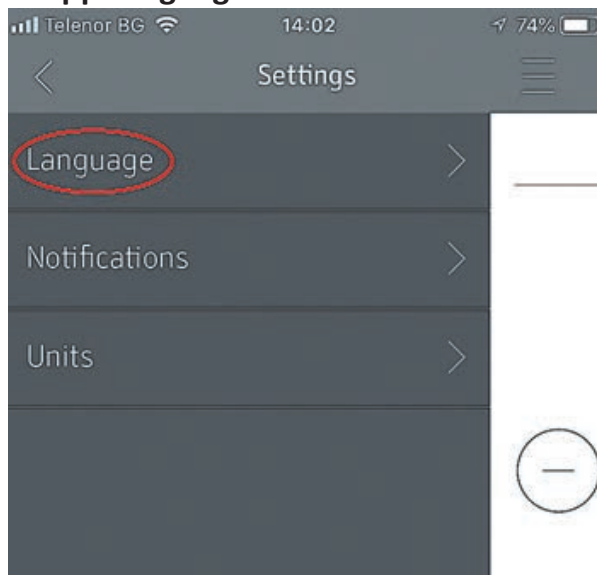 Telenor BG 14:02 74%
Settings
Language
Notifications
Units